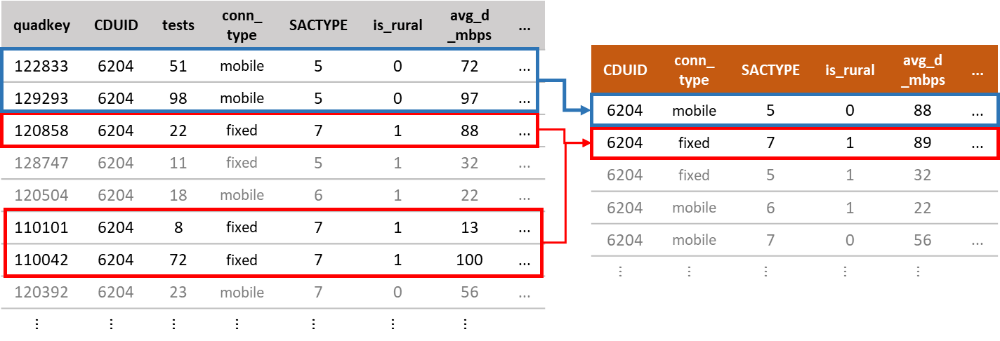 quadkey CDUID tests conn_ type SACTYPE is_rural avg_d _mbps ...
122833 6204 51 mobile 5 0 72 ...
129293 6204 98 mobile 5 0 97 ...
120858 6204 22 fixed 7 1 88 ...
128747 6204 11 fixed 5 1 32 ...
120504 6204 18 mobile 6 1 22 ...
110101 6204 8 fixed 7 1 13 ...
110042 6204 72 fixed 7 1 100 ...
120392 6204 23 mobile 7 0 56 ...
⋮ ⋮ ⋮ ⋮ ⋮ ⋮ ⋮
CDUID conn_ type SACTYPE is_rural avg_d _mbps ...
6204 mobile 5 0 88 ...
6204 fixed 7 1 89 ...
6204 fixed 5 1 32
6204 mobile 6 1 22
6204 mobile 7 0 56 ...
⋮ ⋮ ⋮ ⋮ ⋮